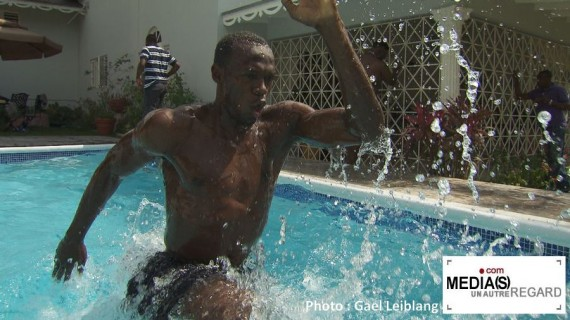 Photo : Gael Leiblang
.com
MEDIA(S)
UN AUTRE REGARD